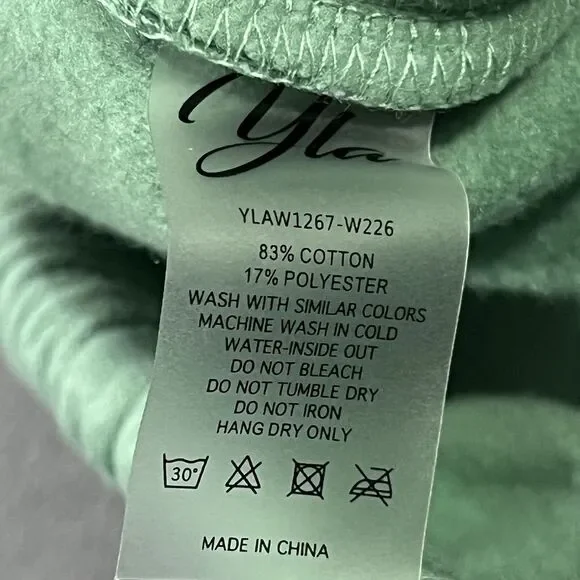 Yla
YLAW1267-W226
83% COTTON
17% POLYESTER
WASH WITH SIMILAR COLORS
MACHINE WASH IN COLD
WATER-INSIDE OUT
DO NOT BLEACH
DO NOT TUMBLE DRY
DO NOT IRON
HANG DRY ONLY
30°
MADE IN CHINA